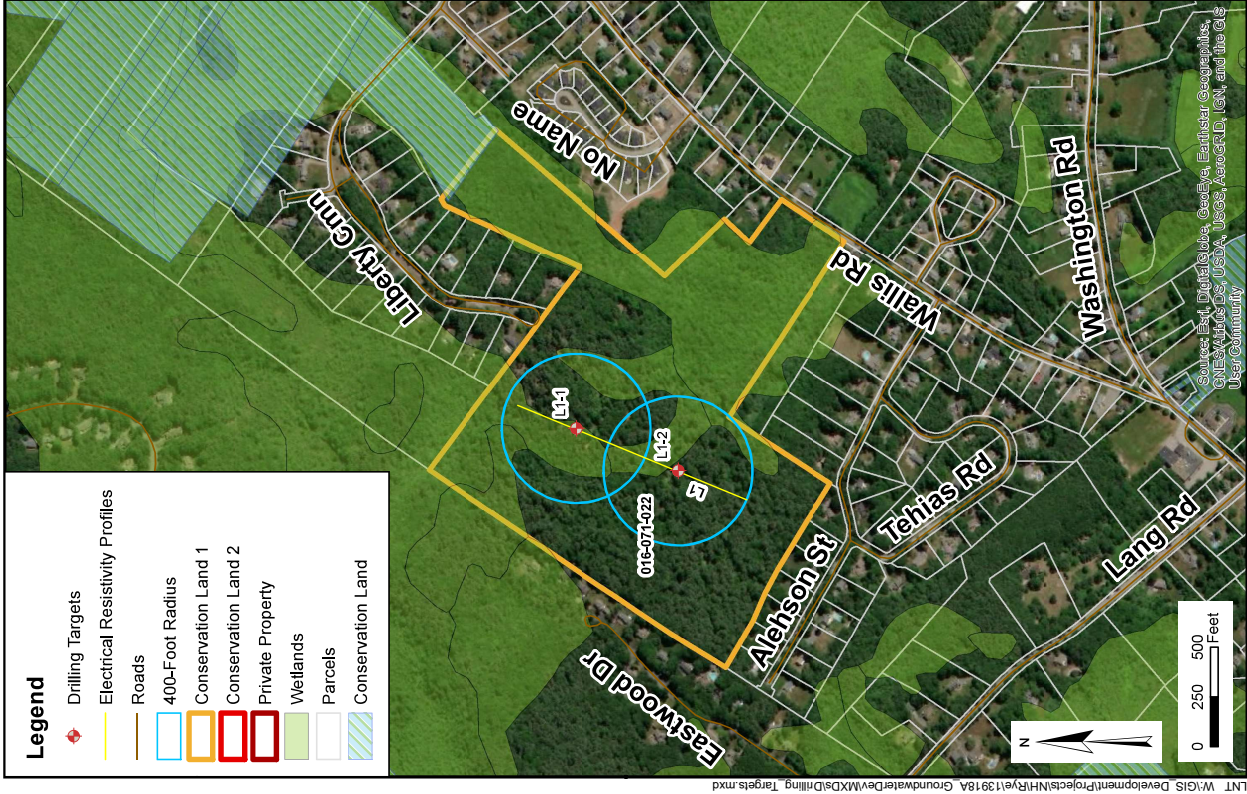 Legend
Drilling Targets
Electrical Resistivity Profiles
Roads
400-Foot Radius
Conservation Land 1
Conservation Land 2
Private Property
Wetlands
Parcels
Conservation Land
Liberty Cmn
No Name
L1-1
L1-2
L1
016-071-022
Wallis Rd
Washington Rd
Alehson St
Tehias Rd
Lang Rd
Eastwood Dr
N
0 250 500
Feet
Source: Esri, DigitalGlobe, GeoEye, Earthstar Geographics,
CNES/Airbus DS, USDA, USGS, AeroGRID, IGN, and the GIS
User Community
LNT W:\GIS_Development\Projects\NH\Rye\13918A_GroundwaterDev\MXDs\Drilling_Targets.mxd